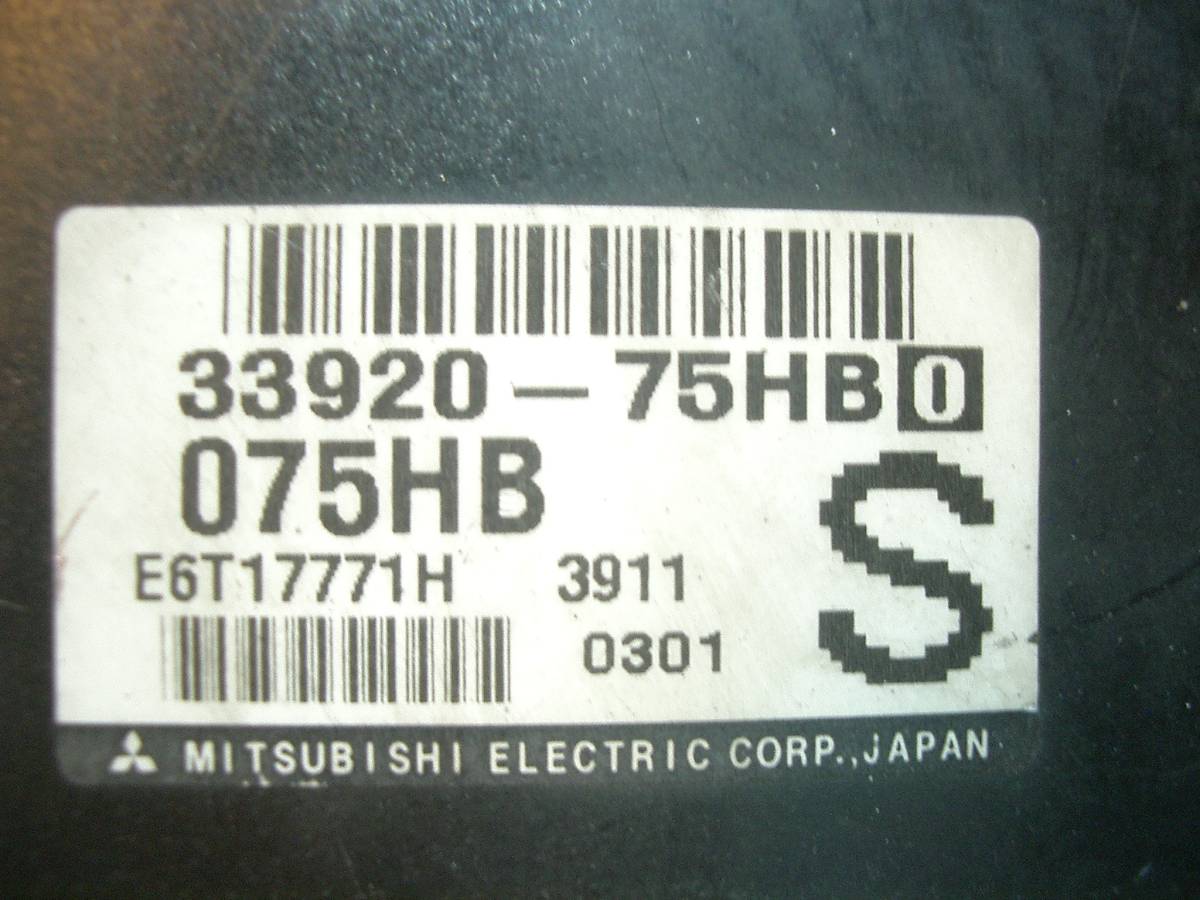 33920-75HB0
075HB
S
E6T17771H 3911
0301
MITSUBISHI ELECTRIC CORP.,JAPAN